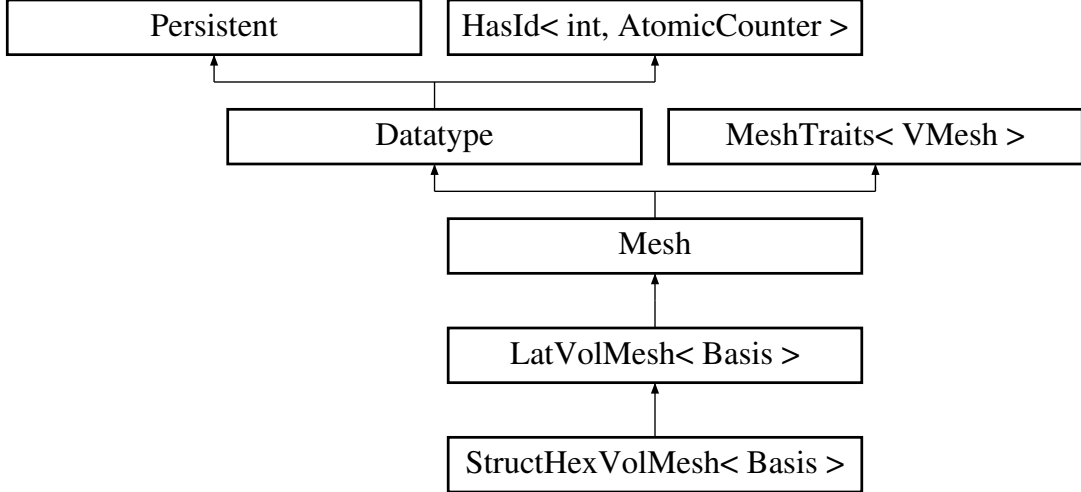 Persistent
HasId< int, AtomicCounter >
Datatype
MeshTraits< VMesh >
Mesh
LatVolMesh< Basis >
StructHexVolMesh< Basis >